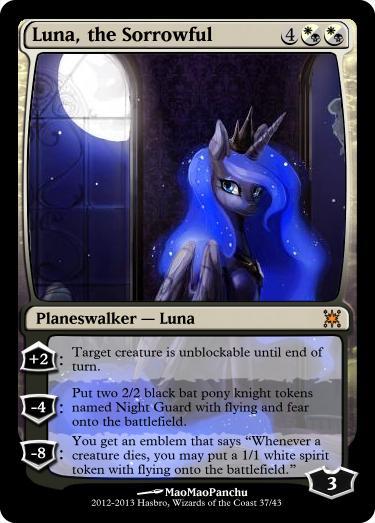 Luna, the Sorrowful 4
Planeswalker — Luna
+2: Target creature is unblockable until end of
turn.
-4: Put two 2/2 black bat pony knight tokens
named Night Guard with flying and fear
onto the battlefield.
-8: You get an emblem that says “Whenever a
creature dies, you may put a 1/1 white spirit
token with flying onto the battlefield.”
3
MaoMaoPanchu
2012-2013 Hasbro, Wizards of the Coast 37/43